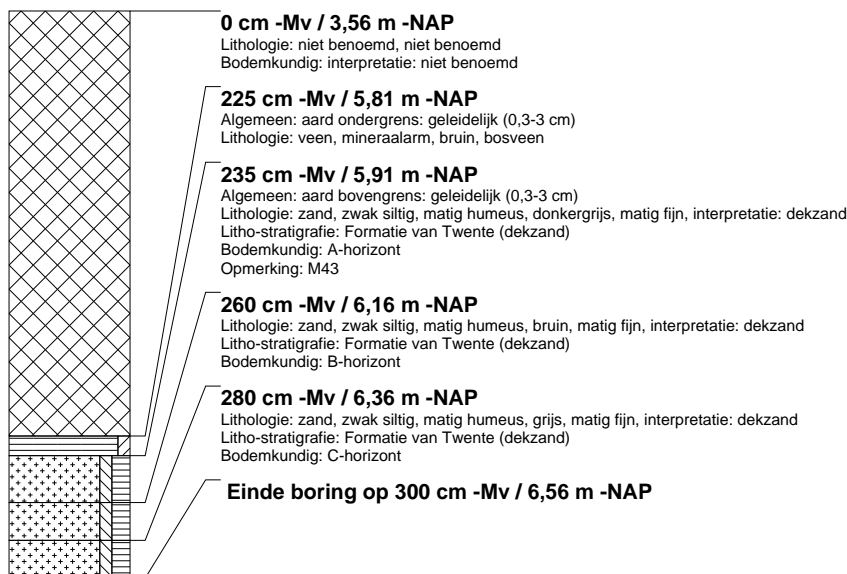 0 cm -Mv / 3,56 m -NAP
Lithologie: niet benoemd, niet benoemd
Bodemkundig: interpretatie: niet benoemd
225 cm -Mv / 5,81 m -NAP
Algemeen: aard ondergrens: geleidelijk (0,3-3 cm)
Lithologie: veen, mineraalarm, bruin, bosveen
235 cm -Mv / 5,91 m -NAP
Algemeen: aard bovengrens: geleidelijk (0,3-3 cm)
Lithologie: zand, zwak siltig, matig humeus, donkergrijs, matig fijn, interpretatie: dekzand
Litho-stratigrafie: Formatie van Twente (dekzand)
Bodemkundig: A-horizont
Opmerking: M43
260 cm -Mv / 6,16 m -NAP
Lithologie: zand, zwak siltig, matig humeus, bruin, matig fijn, interpretatie: dekzand
Litho-stratigrafie: Formatie van Twente (dekzand)
Bodemkundig: B-horizont
280 cm -Mv / 6,36 m -NAP
Lithologie: zand, zwak siltig, matig humeus, grijs, matig fijn, interpretatie: dekzand
Litho-stratigrafie: Formatie van Twente (dekzand)
Bodemkundig: C-horizont
Einde boring op 300 cm -Mv / 6,56 m -NAP